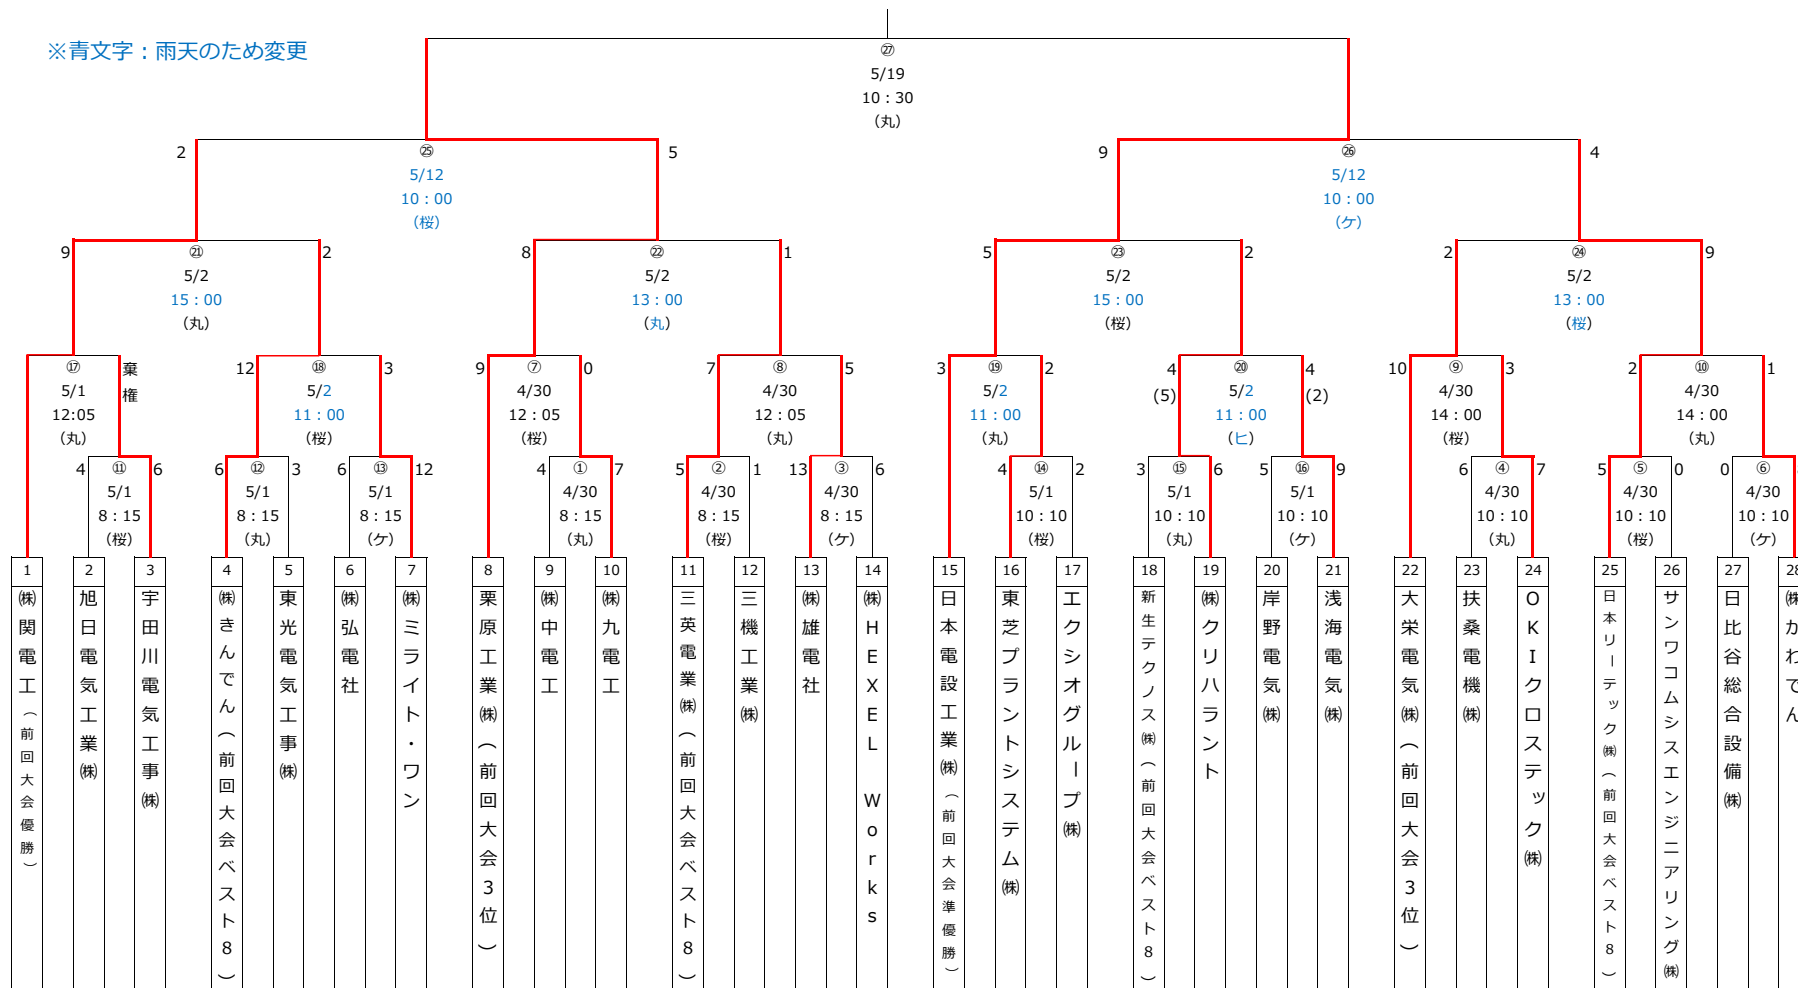 ※青文字：雨天のため変更
㉗
5/19
10：30
（丸）
2
㉕
5/12
10：00
（桜）
5
9
㉖
5/12
10：00
（ケ）
4
9
㉑
5/2
15：00
（丸）
2
8
㉒
5/2
13：00
（丸）
1
5
㉓
5/2
15：00
（桜）
2
2
㉔
5/2
13：00
（桜）
9
⑰
5/1
12:05
（丸）
棄権
12
⑱
5/2
11：00
（桜）
3
9
⑦
4/30
12：05
（桜）
0
7
⑧
4/30
12：05
（丸）
5
3
⑲
5/2
11：00
（丸）
2
4
(5)
⑳
5/2
11：00
（ヒ）
4
(2)
10
⑨
4/30
14：00
（桜）
3
2
⑩
4/30
14：00
（丸）
1
4
⑪
5/1
8：15
（桜）
6
6
⑫
5/1
8：15
（丸）
3
6
⑬
5/1
8：15
（ケ）
12
4
①
4/30
8：15
（丸）
7
5
②
4/30
8：15
（桜）
1
13
③
4/30
8：15
（ケ）
6
4
⑭
5/1
10：10
（桜）
2
3
⑮
5/1
10：10
（丸）
6
5
⑯
5/1
10：10
（ケ）
9
6
④
4/30
10：10
（丸）
7
5
⑤
4/30
10：10
（桜）
0
0
⑥
4/30
10：10
（ケ）
1
㈱関電工（前回大会優勝）
2
旭日電気工業㈱
3
宇田川電気工事㈱
4
㈱きんでん（前回大会ベスト8）
5
東光電気工事㈱
6
㈱弘電社
7
㈱ミライト・ワン
8
栗原工業㈱（前回大会3位）
9
㈱中電工
10
㈱九電工
11
三英電業㈱（前回大会ベスト8）
12
三機工業㈱
13
㈱雄電社
14
㈱HEXEL Works
15
日本電設工業㈱（前回大会準優勝）
16
東芝プラントシステム㈱
17
エクシオグループ㈱
18
新生テクノス㈱（前回大会ベスト8）
19
㈱クリハラント
20
岸野電気㈱
21
浅海電気㈱
22
大栄電気㈱（前回大会3位）
23
扶桑電機㈱
24
OKIクロステック㈱
25
日本リーテック㈱（前回大会ベスト8）
26
サンワコムシスエンジニアリング㈱
27
日比谷総合設備㈱
28
㈱かわでん